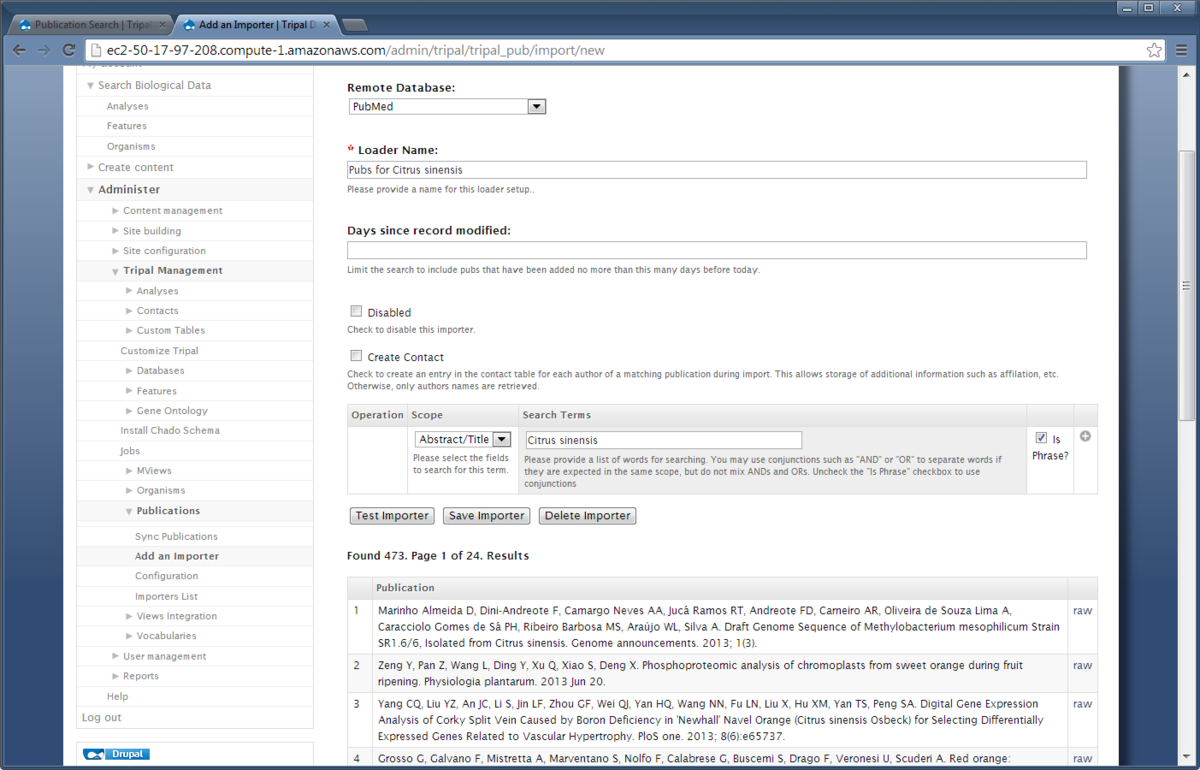 Publication Search | Tripal
Add an Importer | Tripal D
ec2-50-17-97-208.compute-1.amazonaws.com/admin/tripal/tripal_pub/import/new
Search Biological Data
Analyses
Features
Organisms
Create content
Administer
Content management
Site building
Site configuration
Tripal Management
Analyses
Contacts
Custom Tables
Customize Tripal
Databases
Features
Gene Ontology
Install Chado Schema
Jobs
MViews
Organisms
Publications
Sync Publications
Add an Importer
Configuration
Importers List
Views Integration
Vocabularies
User management
Reports
Help
Log out
Drupal
Remote Database:
PubMed
* Loader Name:
Pubs for Citrus sinensis
Please provide a name for this loader setup..
Days since record modified:
Limit the search to include pubs that have been added no more than this many days before today.
Disabled
Check to disable this importer.
Create Contact
Check to create an entry in the contact table for each author of a matching publication during import. This allows storage of additional information such as affilation, etc.
Otherwise, only authors names are retrieved.
Operation Scope Search Terms
Abstract/Title
Please select the fields
to search for this term.
Citrus sinensis
Please provide a list of words for searching. You may use conjunctions such as "AND" or "OR" to separate words if
they are expected in the same scope, but do not mix ANDs and ORs. Uncheck the "Is Phrase" checkbox to use
conjunctions
Is
Phrase?
Test Importer Save Importer Delete Importer
Found 473. Page 1 of 24. Results
Publication
1 Marinho Almeida D, Dini-Andreote F, Camargo Neves AA, Jucá Ramos RT, Andreote FD, Carneiro AR, Oliveira de Souza Lima A, raw
Caracciolo Gomes de Sá PH, Ribeiro Barbosa MS, Araújo WL, Silva A. Draft Genome Sequence of Methylobacterium mesophilicum Strain
SR1.6/6, Isolated from Citrus sinensis. Genome announcements. 2013; 1(3).
2 Zeng Y, Pan Z, Wang L, Ding Y, Xu Q, Xiao S, Deng X. Phosphoproteomic analysis of chromoplasts from sweet orange during fruit raw
ripening. Physiologia plantarum. 2013 Jun 20.
3 Yang CQ, Liu YZ, An JC, Li S, Jin LF, Zhou GF, Wei QJ, Yan HQ, Wang NN, Fu LN, Liu X, Hu XM, Yan TS, Peng SA. Digital Gene Expression raw
Analysis of Corky Split Vein Caused by Boron Deficiency in 'Newhall' Navel Orange (Citrus sinensis Osbeck) for Selecting Differentially
Expressed Genes Related to Vascular Hypertrophy. PloS one. 2013; 8(6):e65737.
4 Grosso G, Galvano F, Mistretta A, Marventano S, Nolfo F, Calabrese G, Buscemi S, Drago F, Veronesi U, Scuderi A. Red orange: raw